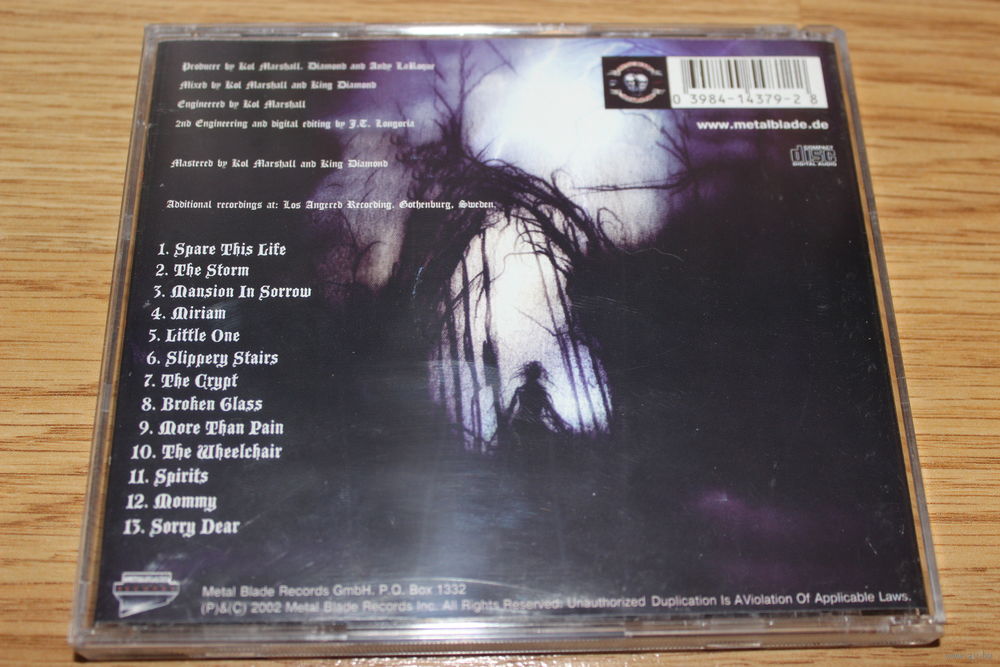 Producer by Kol Marshall. Diamond and Andy LaRoque
Mixed by Kol Marshall and King Diamond
Engineered by Kol Marshall
2nd Engineering and digital editing by J.T. Longoria
Mastered by Kol Marshall and King Diamond
Additional recordings at: Los Angered Recording. Gothenburg, Sweden.
0 3984-14379-2 8
www.metalblade.de
COMPACT
disc
DIGITAL AUDIO
1. Spare This Life
2. The Storm
3. Mansion In Sorrow
4. Miriam
5. Little One
6. Slippery Stairs
7. The Crypt
8. Broken Glass
9. More Than Pain
10. The Wheelchair
11. Spirits
12. Mommy
13. Sorry Dear
Metal Blade Records GmbH. P.O. Box 1332
(P)&(C) 2002 Metal Blade Records Inc. All Rights Reserved. Unauthorized Duplication Is AViolation Of Applicable Laws.